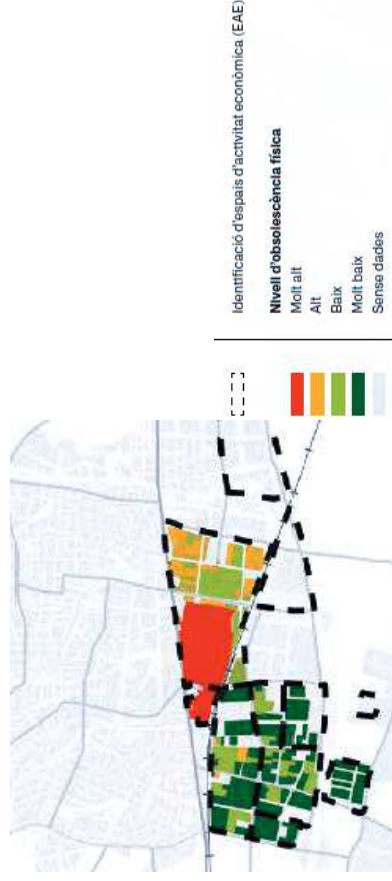 Identificació d'espais d'activitat econòmica (EAE)
Nivell d'obsolescència física
Molt alt
Alt
Baix
Molt baix
Sense dades